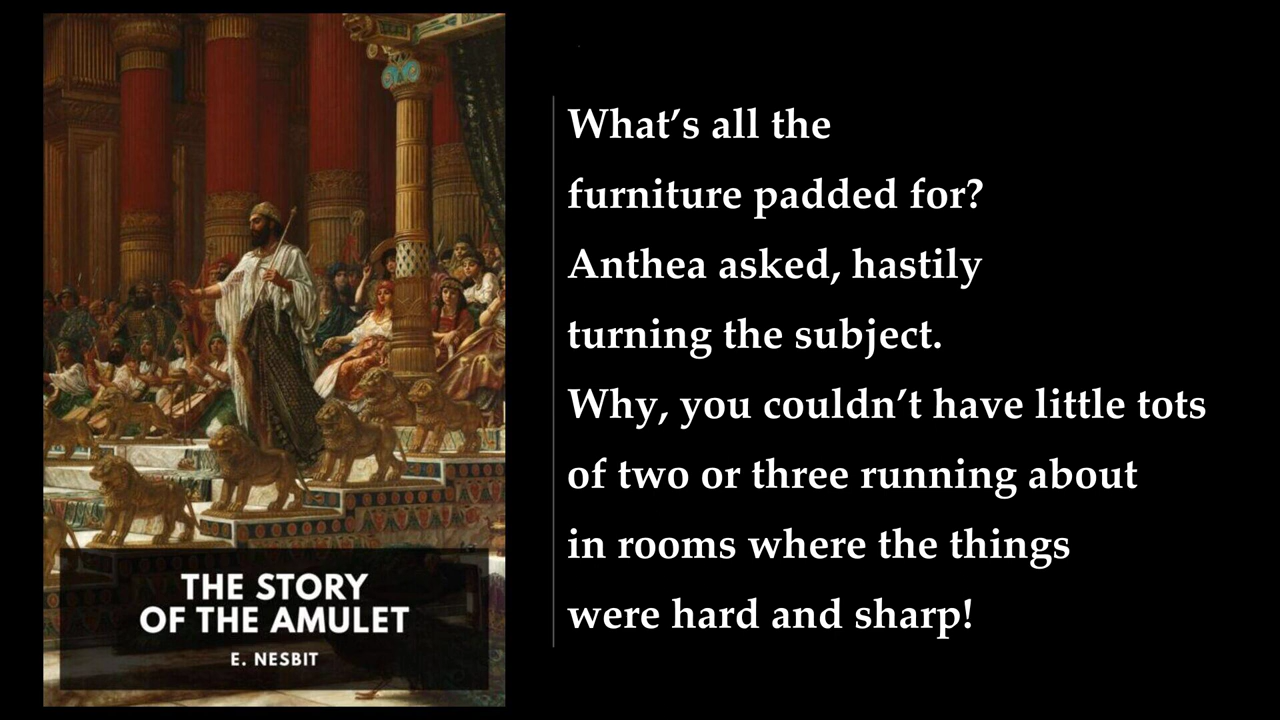 THE STORY
OF THE AMULET
E. NESBIT
What’s all the
furniture padded for?
Anthea asked, hastily
turning the subject.
Why, you couldn’t have little tots
of two or three running about
in rooms where the things
were hard and sharp!